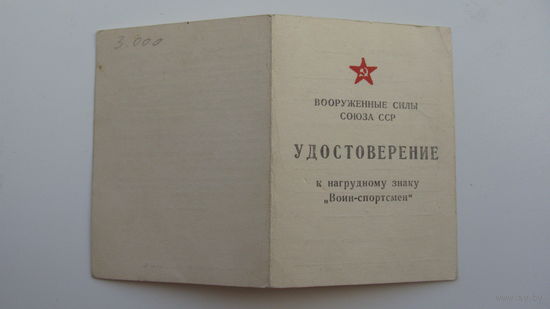 3.000
ВООРУЖЕННЫЕ СИЛЫ
СОЮЗА ССР
УДОСТОВЕРЕНИЕ
к нагрудному знаку
„Воин-спортсмен“